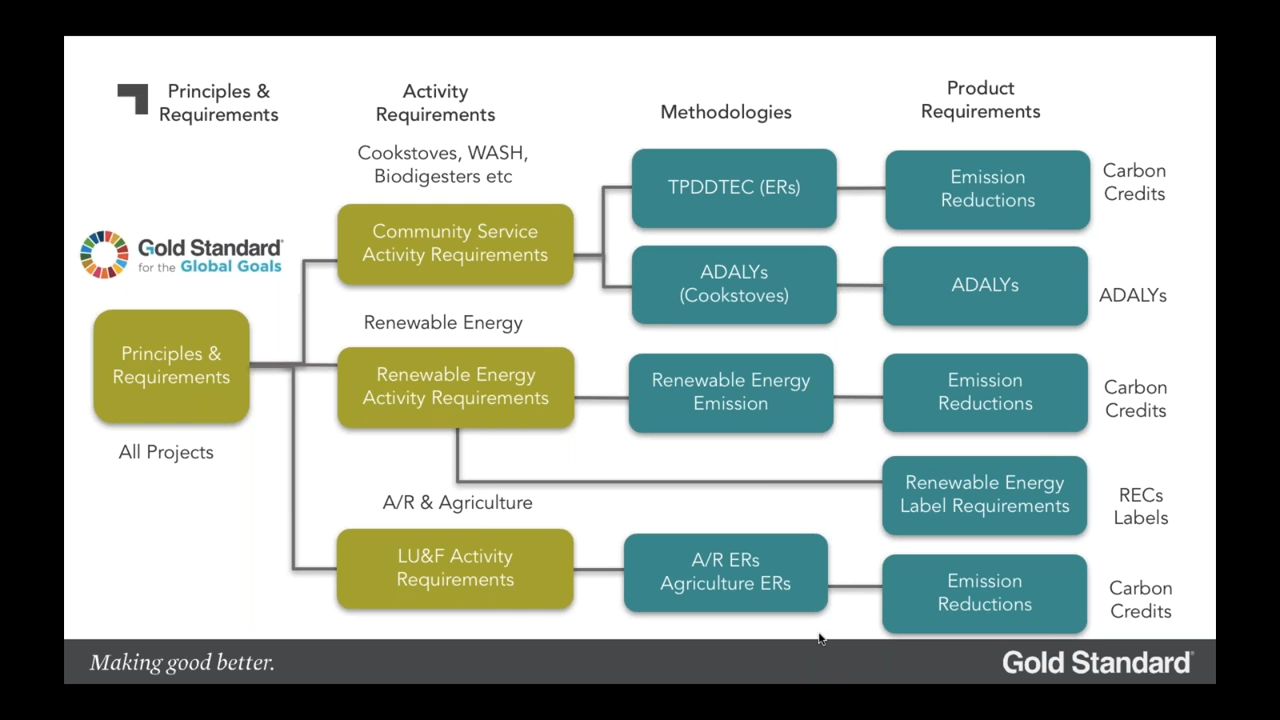 Principles &
Requirements
Activity
Requirements
Methodologies
Product
Requirements
Cookstoves, WASH,
Biodigesters etc
TPDDTEC (ERs)
Emission
Reductions
Carbon
Credits
Gold Standard
for the Global Goals
Community Service
Activity Requirements
ADALYs
(Cookstoves)
ADALYs
ADALYs
Renewable Energy
Principles &
Requirements
All Projects
Renewable Energy
Activity Requirements
Renewable Energy
Emission
Emission
Reductions
Carbon
Credits
Renewable Energy
Label Requirements
RECs
Labels
A/R & Agriculture
LU&F Activity
Requirements
A/R ERs
Agriculture ERs
Emission
Reductions
Carbon
Credits
Making good better.
Gold Standard